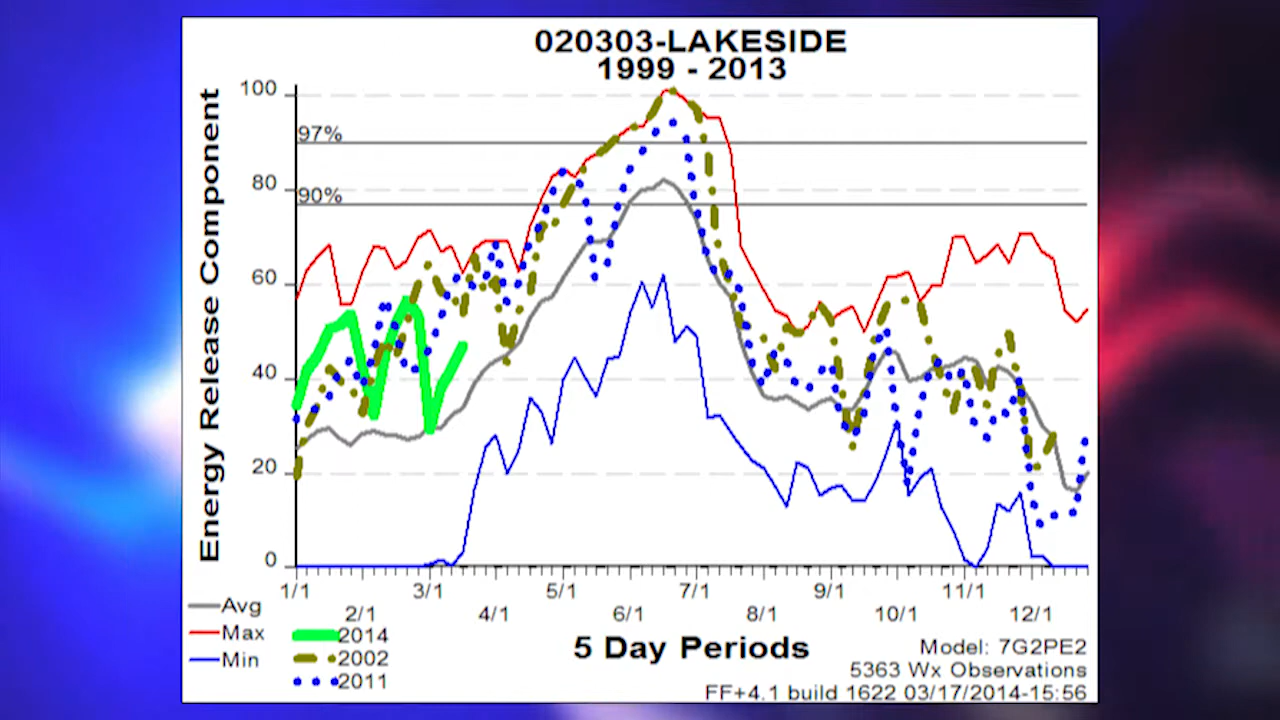 020303-LAKESIDE
1999 - 2013
Energy Release Component
100
97%
80
90%
60
40
20
0
1/1 3/1 4/1 5/1 7/1 9/1 11/1
2/1 4/1 6/1 8/1 10/1 12/1
5 Day Periods
Avg
Max
Min
2014
2002
2011
Model: 7G2PE2
5363 Wx Observations
FF+4.1 build 1622 03/17/2014-15:56